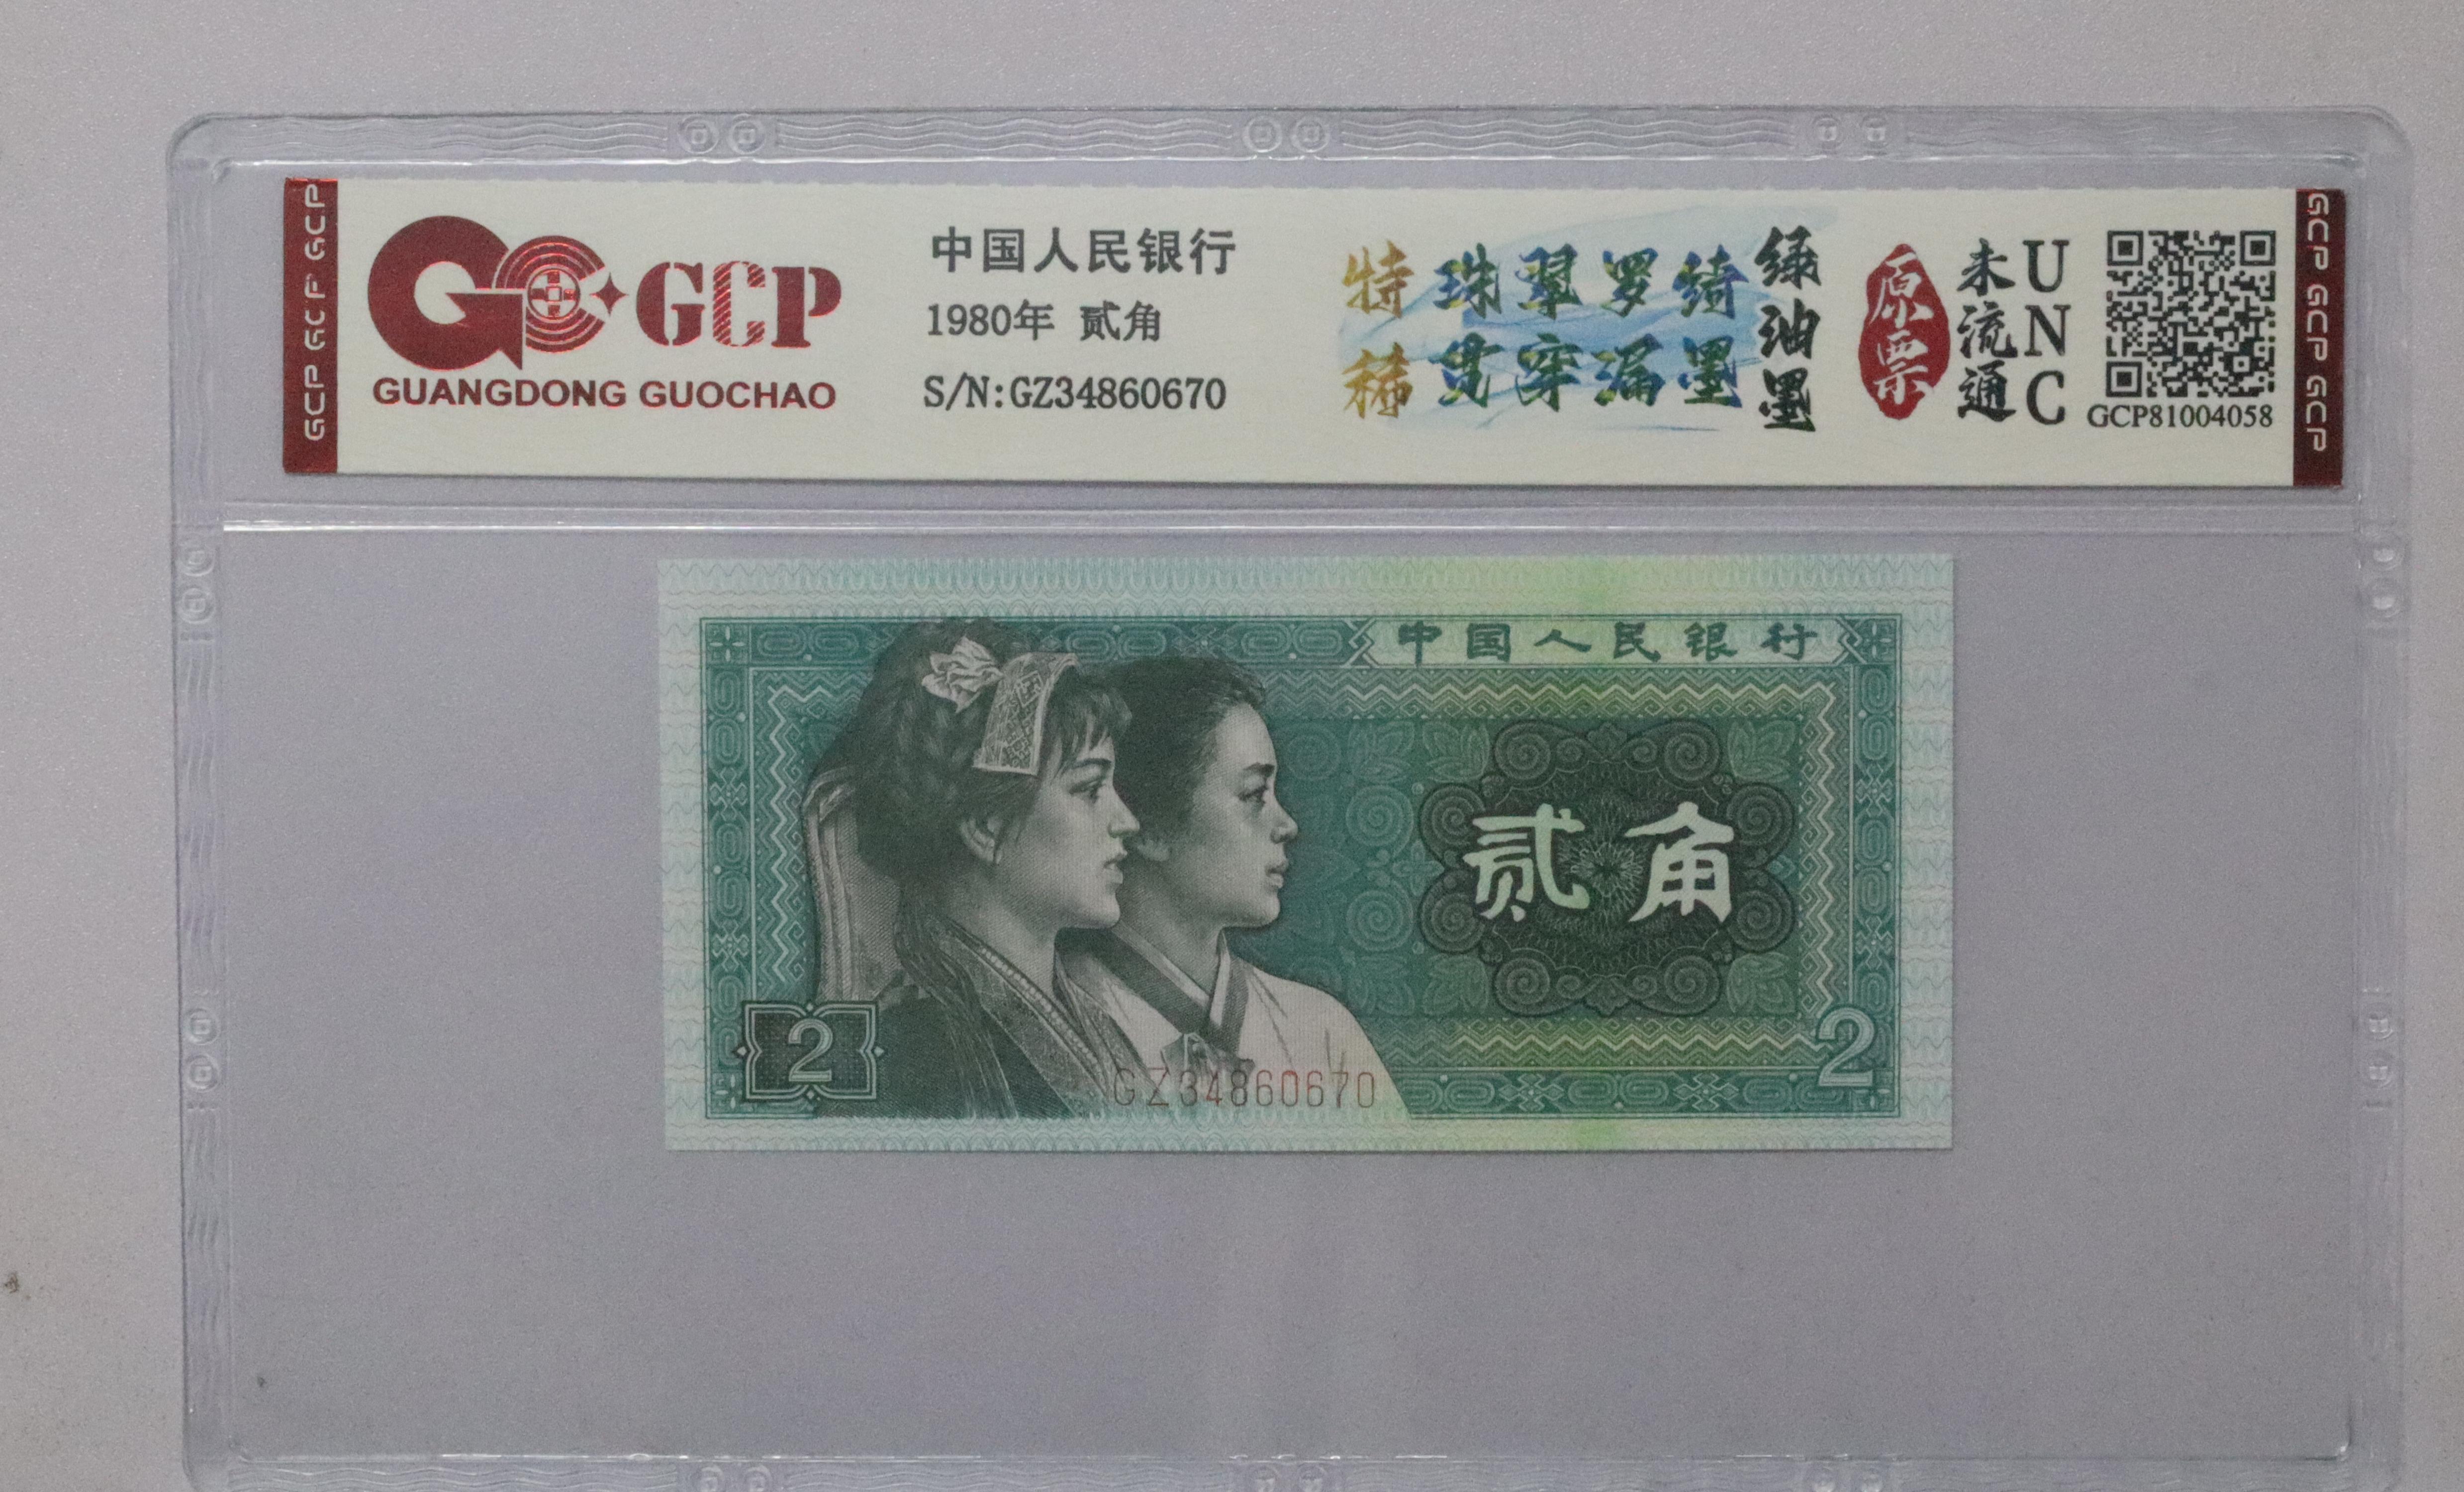 GCP GCP GCP
GCP
GUANGDONG GUOCHAO
中国人民银行
1980年 贰角
S/N:GZ34860670
特稀
珠翠罗绮
贯穿漏墨
绿油墨
原票
未流通
UNC
GCP81004058
GCP GCP GCP
中国人民银行
贰角
2
GZ34860670
2